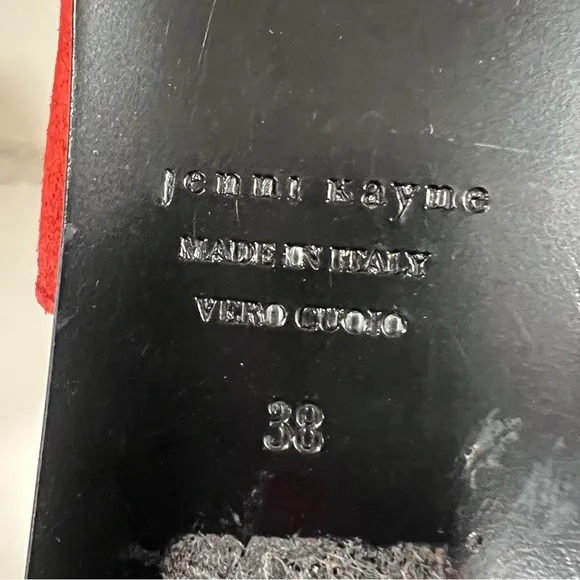 jenni kayne
MADE IN ITALY
VERO CUOIO
38